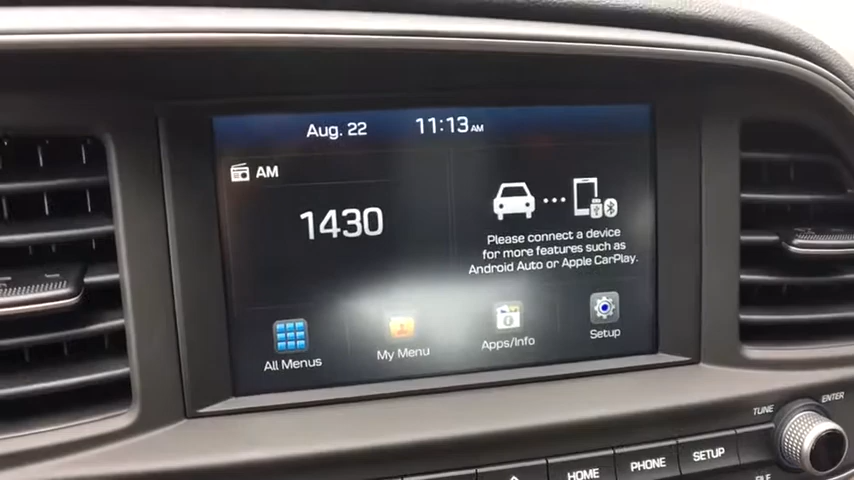 Aug. 22
11:13 AM
AM
1430
Please connect a device
for more features such as
Android Auto or Apple CarPlay.
All Menus
My Menu
Apps/Info
Setup
TUNE
ENTER
HOME
PHONE
SETUP
FILE